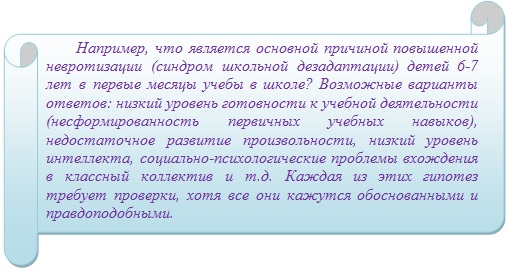 Например, что является основной причиной повышенной
невротизации (синдром школьной дезадаптации) детей 6-7
лет в первые месяцы учебы в школе? Возможные варианты
ответов: низкий уровень готовности к учебной деятельности
(несформированность первичных учебных навыков),
недостаточное развитие произвольности, низкий уровень
интеллекта, социально-психологические проблемы вхождения
в классный коллектив и т.д. Каждая из этих гипотез
требует проверки, хотя все они кажутся обоснованными и
правдоподобными.